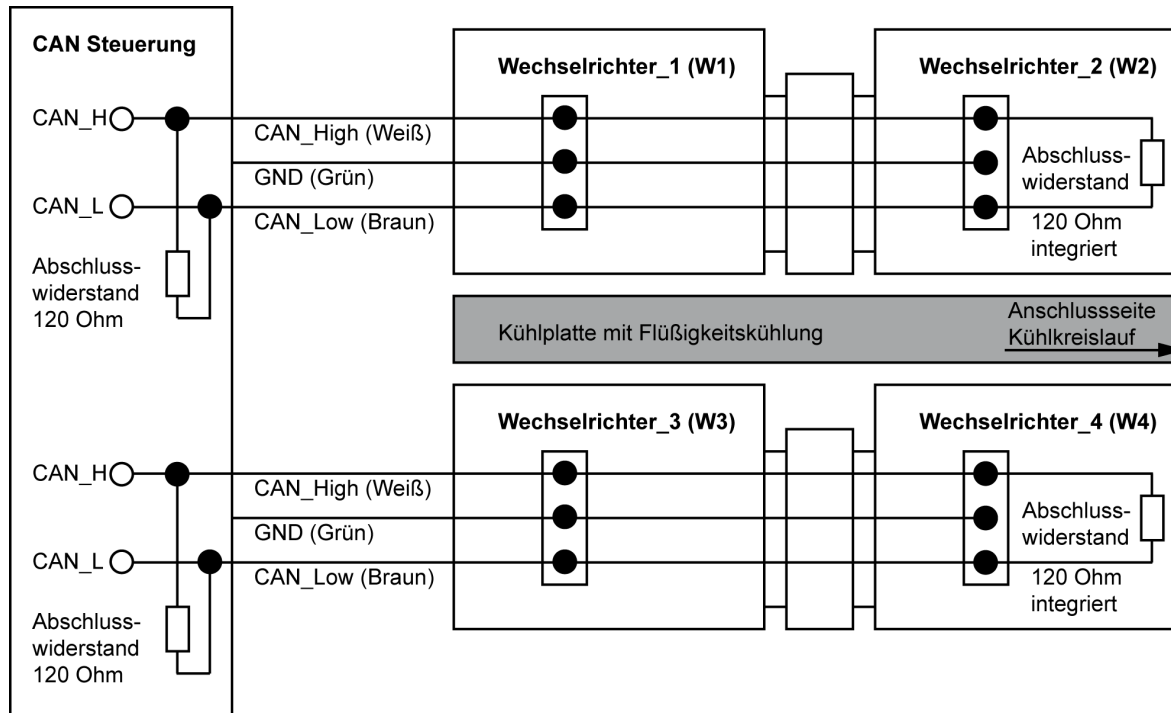 CAN Steuerung
CAN_H
CAN_L
Abschluss-
widerstand
120 Ohm
CAN_High (Weiß)
GND (Grün)
CAN_Low (Braun)
Wechselrichter_1 (W1)
Wechselrichter_2 (W2)
Abschluss-
widerstand
120 Ohm
integriert
Kühlplatte mit Flüßigkeitskühlung
Anschlussseite
Kühlkreislauf
CAN_H
CAN_L
Abschluss-
widerstand
120 Ohm
CAN_High (Weiß)
GND (Grün)
CAN_Low (Braun)
Wechselrichter_3 (W3)
Wechselrichter_4 (W4)
Abschluss-
widerstand
120 Ohm
integriert